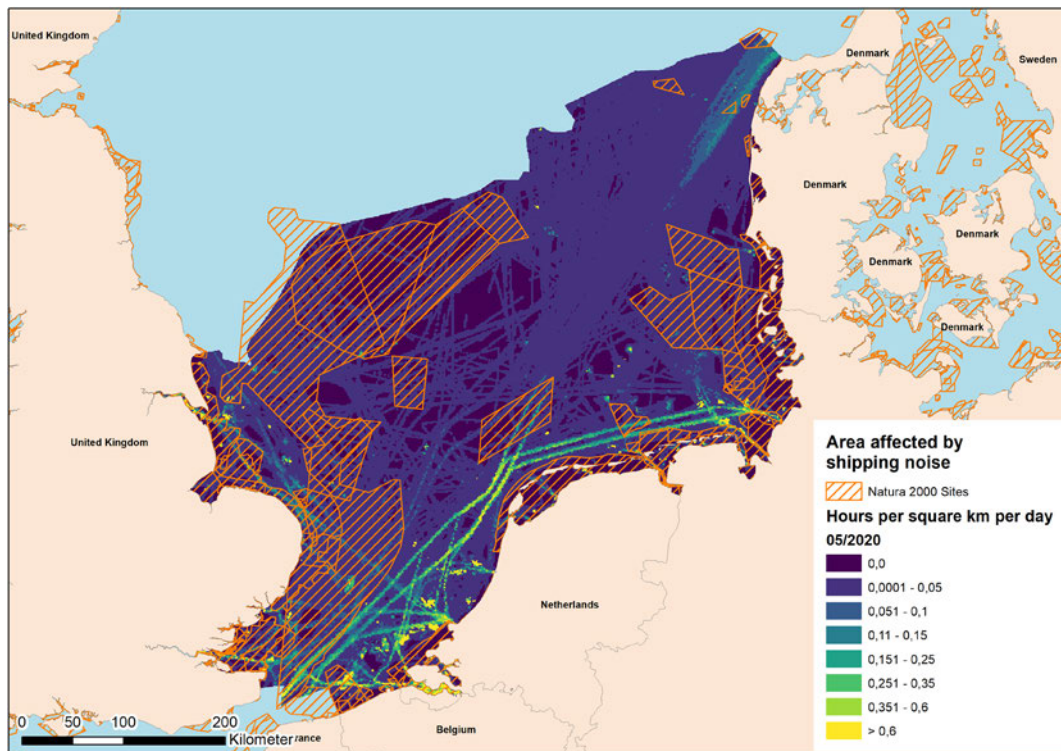 United Kingdom
Denmark
Sweden
Denmark
Denmark
Denmark
Denmark
United Kingdom
Netherlands
Belgium
rance
0 50 100 200
Kilometer
Area affected by
shipping noise
Natura 2000 Sites
Hours per square km per day
05/2020
0,0
0,0001 - 0,05
0,051 - 0,1
0,11 - 0,15
0,151 - 0,25
0,251 - 0,35
0,351 - 0,6
> 0,6